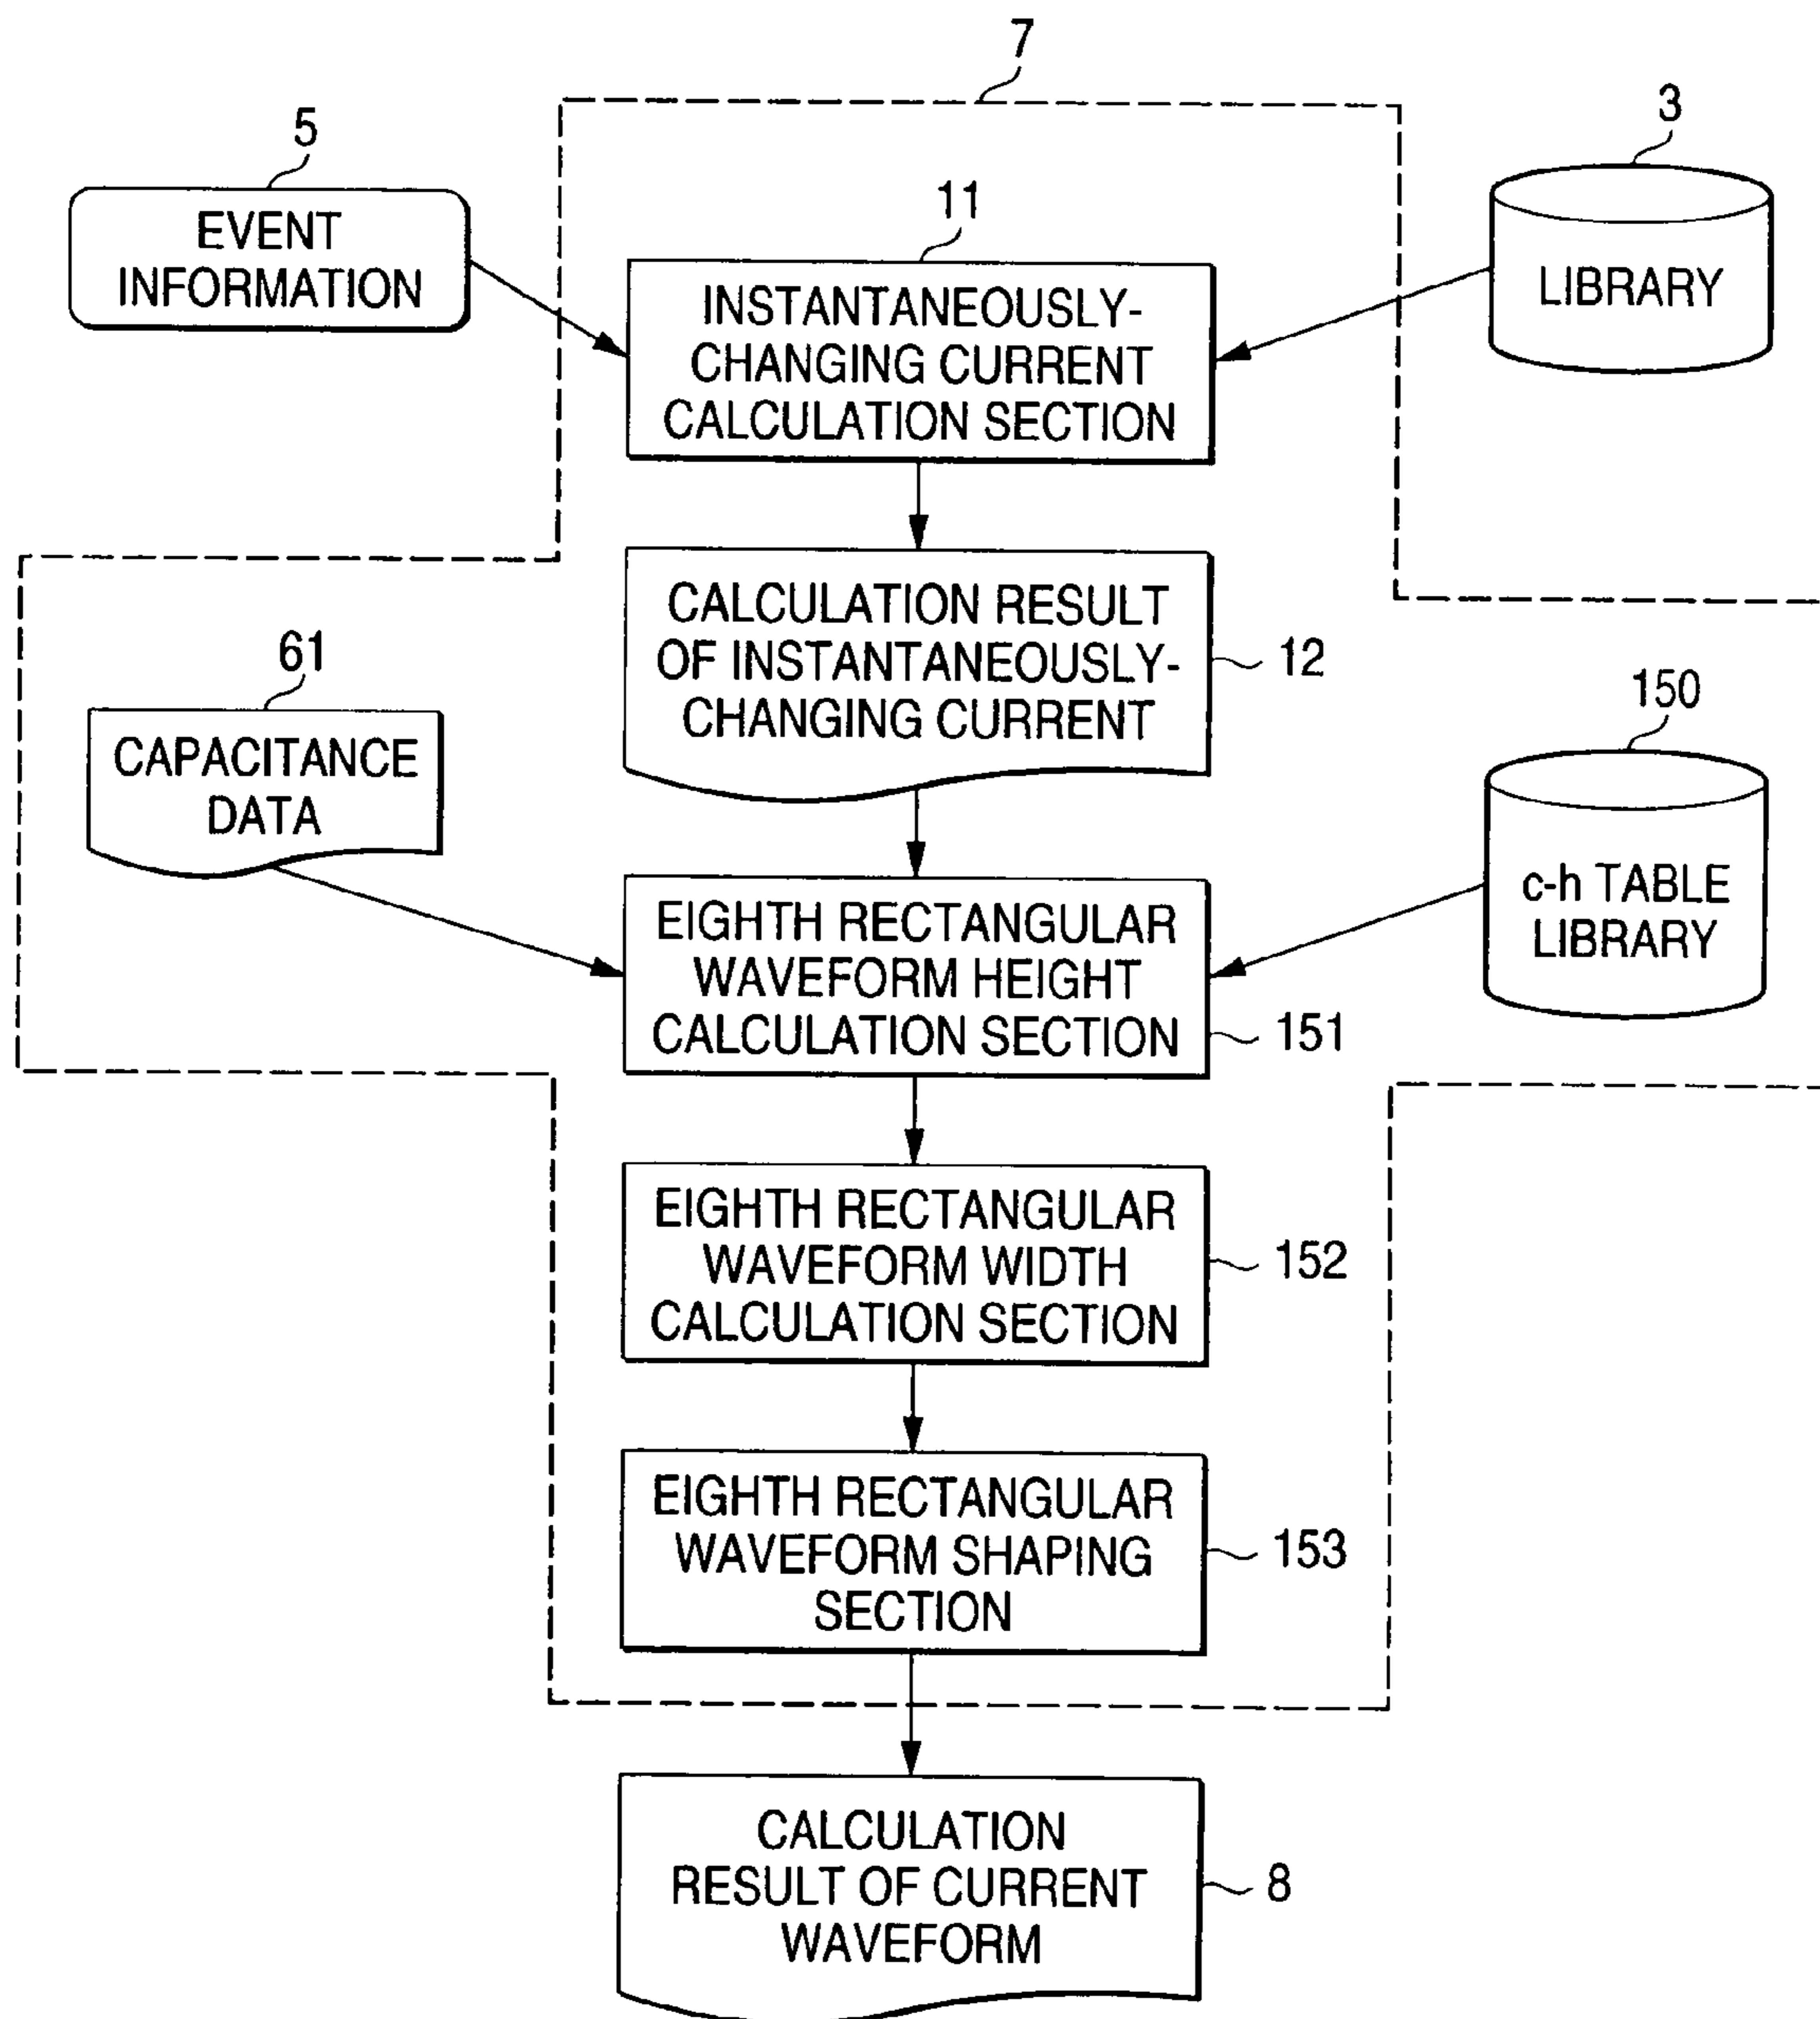 7
5
EVENT
INFORMATION
3
LIBRARY
11
INSTANTANEOUSLY-
CHANGING CURRENT
CALCULATION SECTION
CALCULATION RESULT
OF INSTANTANEOUSLY-
CHANGING CURRENT
12
61
CAPACITANCE
DATA
150
c-h TABLE
LIBRARY
EIGHTH RECTANGULAR
WAVEFORM HEIGHT
CALCULATION SECTION
151
EIGHTH RECTANGULAR
WAVEFORM WIDTH
CALCULATION SECTION
152
EIGHTH RECTANGULAR
WAVEFORM SHAPING
SECTION
153
CALCULATION
RESULT OF CURRENT
WAVEFORM
8